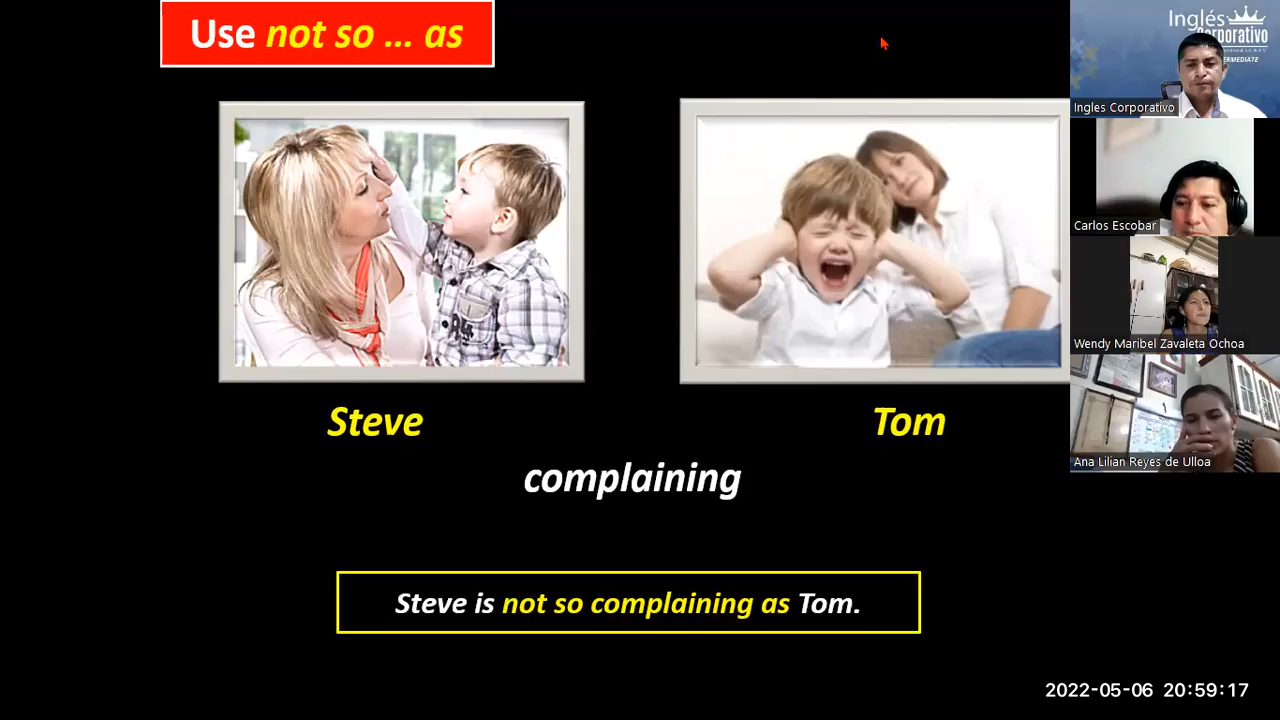 Use not so ... as
Steve
Tom
complaining
Steve is not so complaining as Tom.
Inglés
Corporativo
Ingles Corporativo
Carlos Escobar
Wendy Maribel Zavaleta Ochoa
Ana Lilian Reyes de Ulloa
2022-05-06 20:59:17